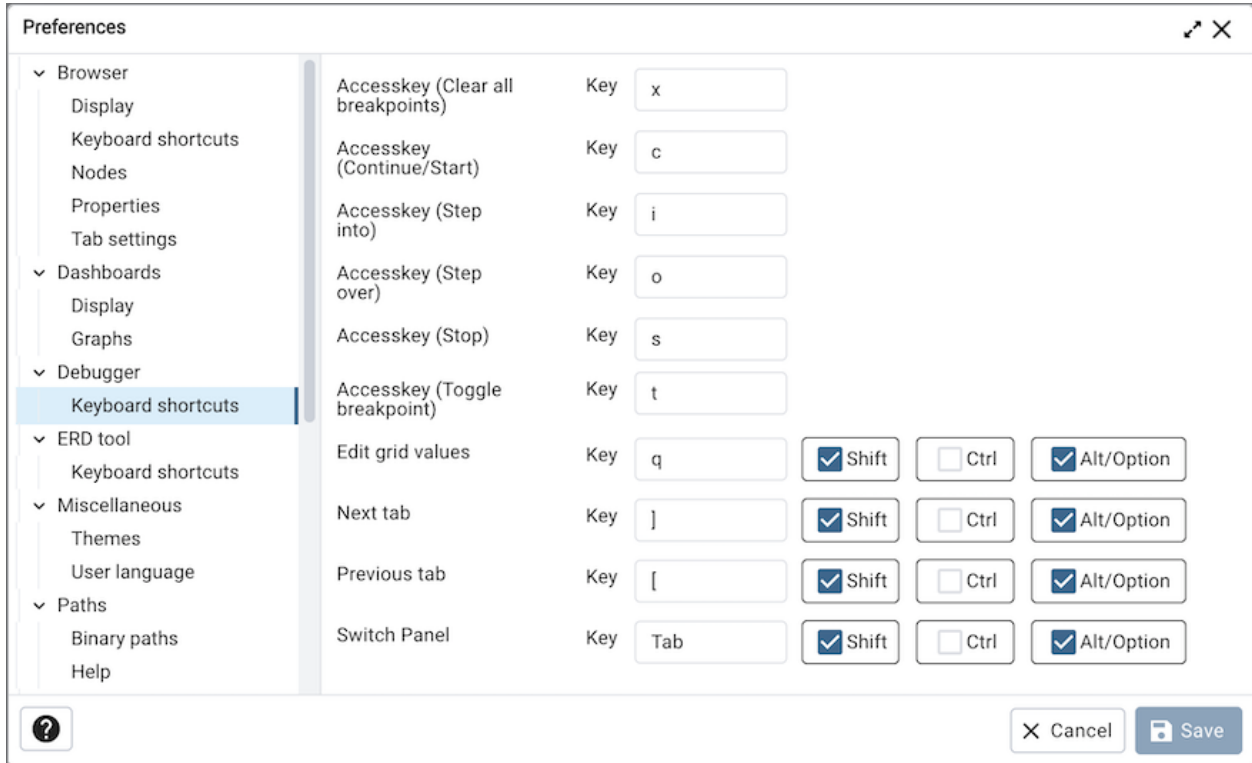 Preferences
Browser
Display
Keyboard shortcuts
Nodes
Properties
Tab settings
Dashboards
Display
Graphs
Debugger
Keyboard shortcuts
ERD tool
Keyboard shortcuts
Miscellaneous
Themes
User language
Paths
Binary paths
Help
Accesskey (Clear all
breakpoints)
Key x
Accesskey
(Continue/Start)
Key c
Accesskey (Step
into)
Key i
Accesskey (Step
over)
Key o
Accesskey (Stop) Key s
Accesskey (Toggle
breakpoint)
Key t
Edit grid values Key q Shift Ctrl Alt/Option
Next tab Key ] Shift Ctrl Alt/Option
Previous tab Key [ Shift Ctrl Alt/Option
Switch Panel Key Tab Shift Ctrl Alt/Option
? Cancel Save